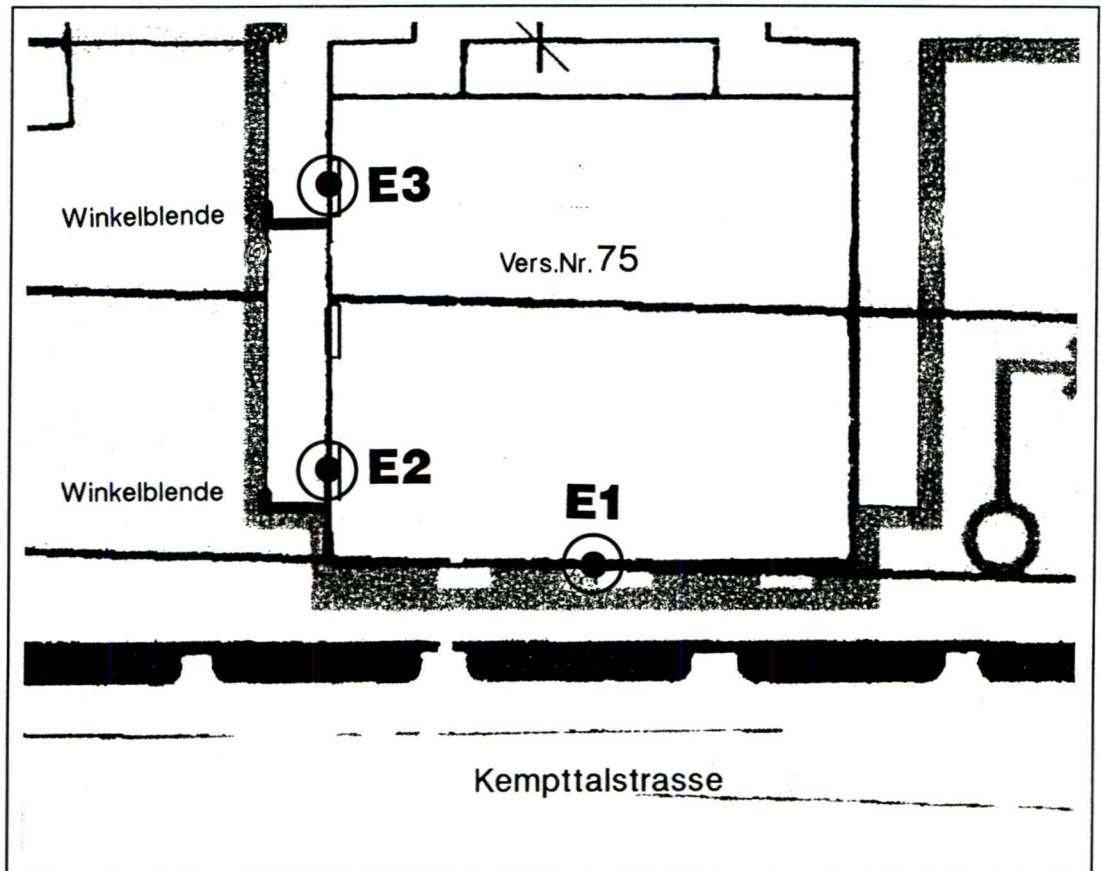 E3
Winkelblende
Vers.Nr. 75
E2
Winkelblende
E1
Kempttalstrasse